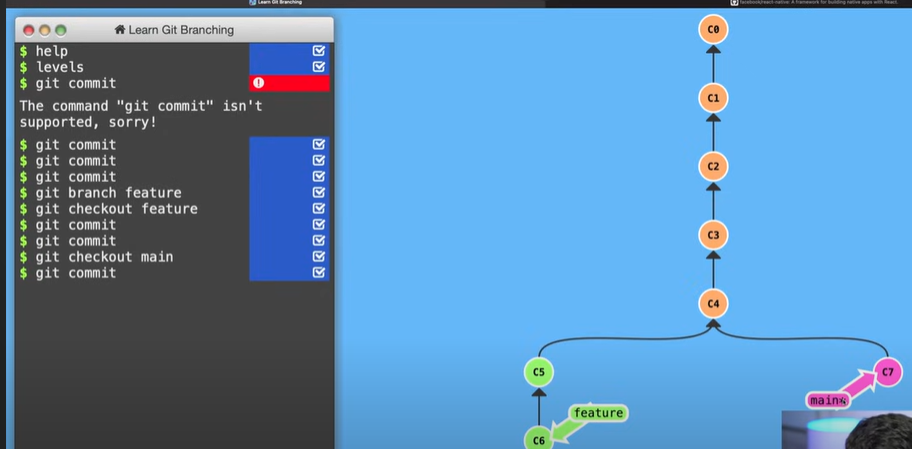 Learn Git Branching
facebook/react-native: A framework for building native apps with React.
Learn Git Branching
$ help
$ levels
$ git commit
The command "git commit" isn't
supported, sorry!
$ git commit
$ git commit
$ git commit
$ git branch feature
$ git checkout feature
$ git commit
$ git commit
$ git checkout main
$ git commit
C0
C1
C2
C3
C4
C5
C7
main*
feature
C6